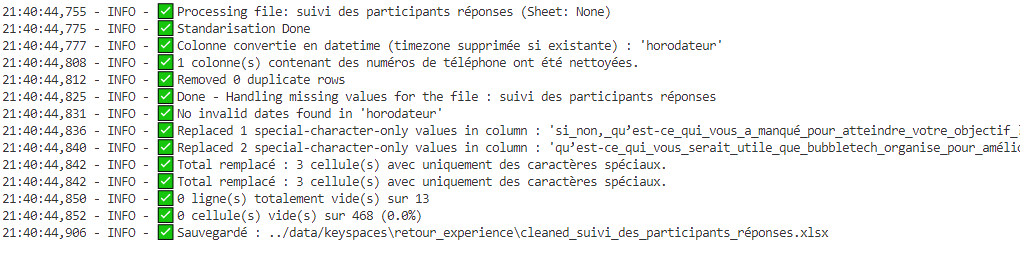 21:40:44,755 - INFO - ✅ Processing file: suivi des participants réponses (Sheet: None)
21:40:44,775 - INFO - ✅ Standarisation Done
21:40:44,777 - INFO - ✅ Colonne convertie en datetime (timezone supprimée si existante) : 'horodateur'
21:40:44,808 - INFO - ✅ 1 colonne(s) contenant des numéros de téléphone ont été nettoyées.
21:40:44,812 - INFO - ✅ Removed 0 duplicate rows
21:40:44,825 - INFO - ✅ Done - Handling missing values for the file : suivi des participants réponses
21:40:44,831 - INFO - ✅ No invalid dates found in 'horodateur'
21:40:44,836 - INFO - ✅ Replaced 1 special-character-only values in column : 'si_non,_qu’est-ce_qui_vous_a_manqué_pour_atteindre_votre_objectif_
21:40:44,840 - INFO - ✅ Replaced 2 special-character-only values in column : 'qu’est-ce_qui_vous_serait_utile_que_bubbletech_organise_pour_amélic
21:40:44,842 - INFO - ✅ Total remplacé : 3 cellule(s) avec uniquement des caractères spéciaux.
21:40:44,842 - INFO - ✅ Total remplacé : 3 cellule(s) avec uniquement des caractères spéciaux.
21:40:44,850 - INFO - ✅ 0 ligne(s) totalement vide(s) sur 13
21:40:44,852 - INFO - ✅ 0 cellule(s) vide(s) sur 468 (0.0%)
21:40:44,906 - INFO - ✅ Sauvegardé : ../data/keyspaces\retour_experience\cleaned_suivi_des_participants_réponses.xlsx